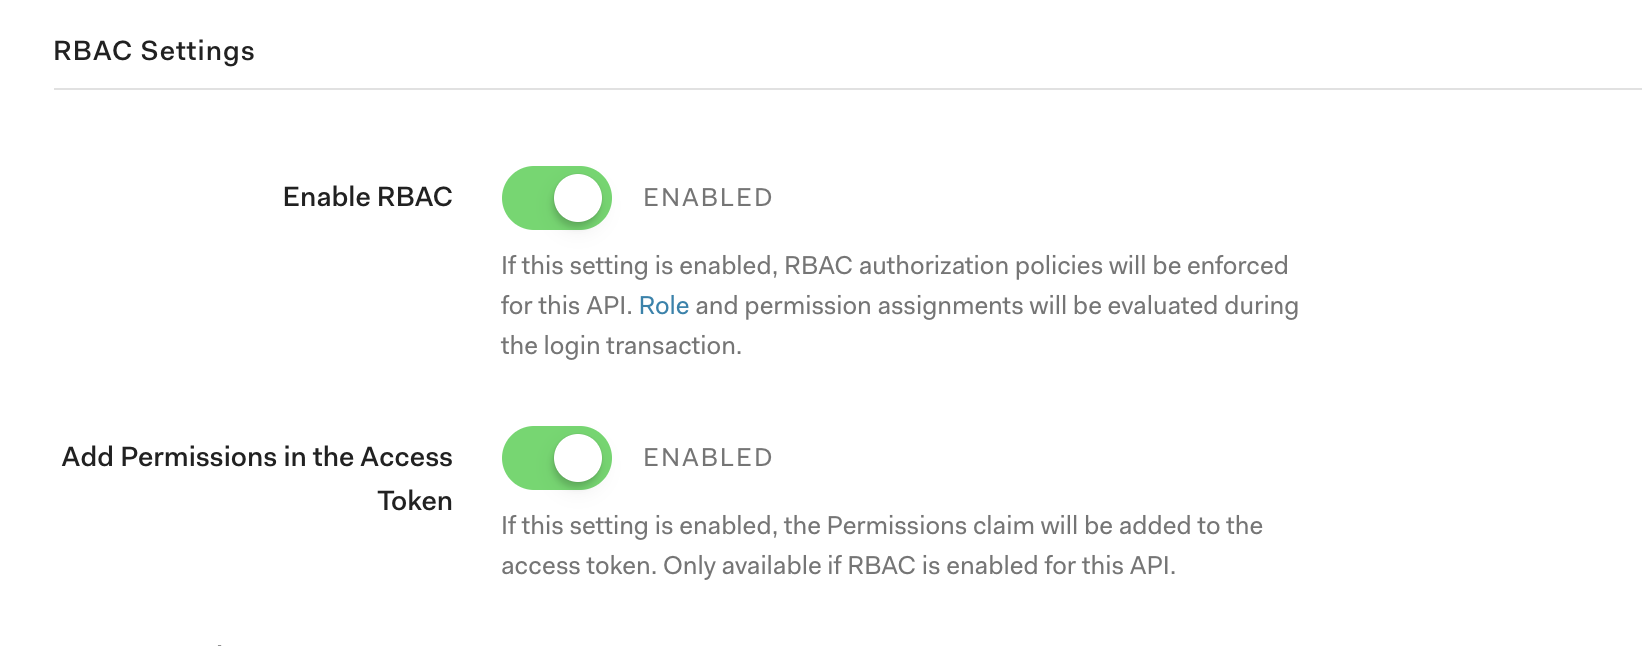 RBAC Settings
Enable RBAC
ENABLED
If this setting is enabled, RBAC authorization policies will be enforced
for this API. Role and permission assignments will be evaluated during
the login transaction.
Add Permissions in the Access
Token
ENABLED
If this setting is enabled, the Permissions claim will be added to the
access token. Only available if RBAC is enabled for this API.